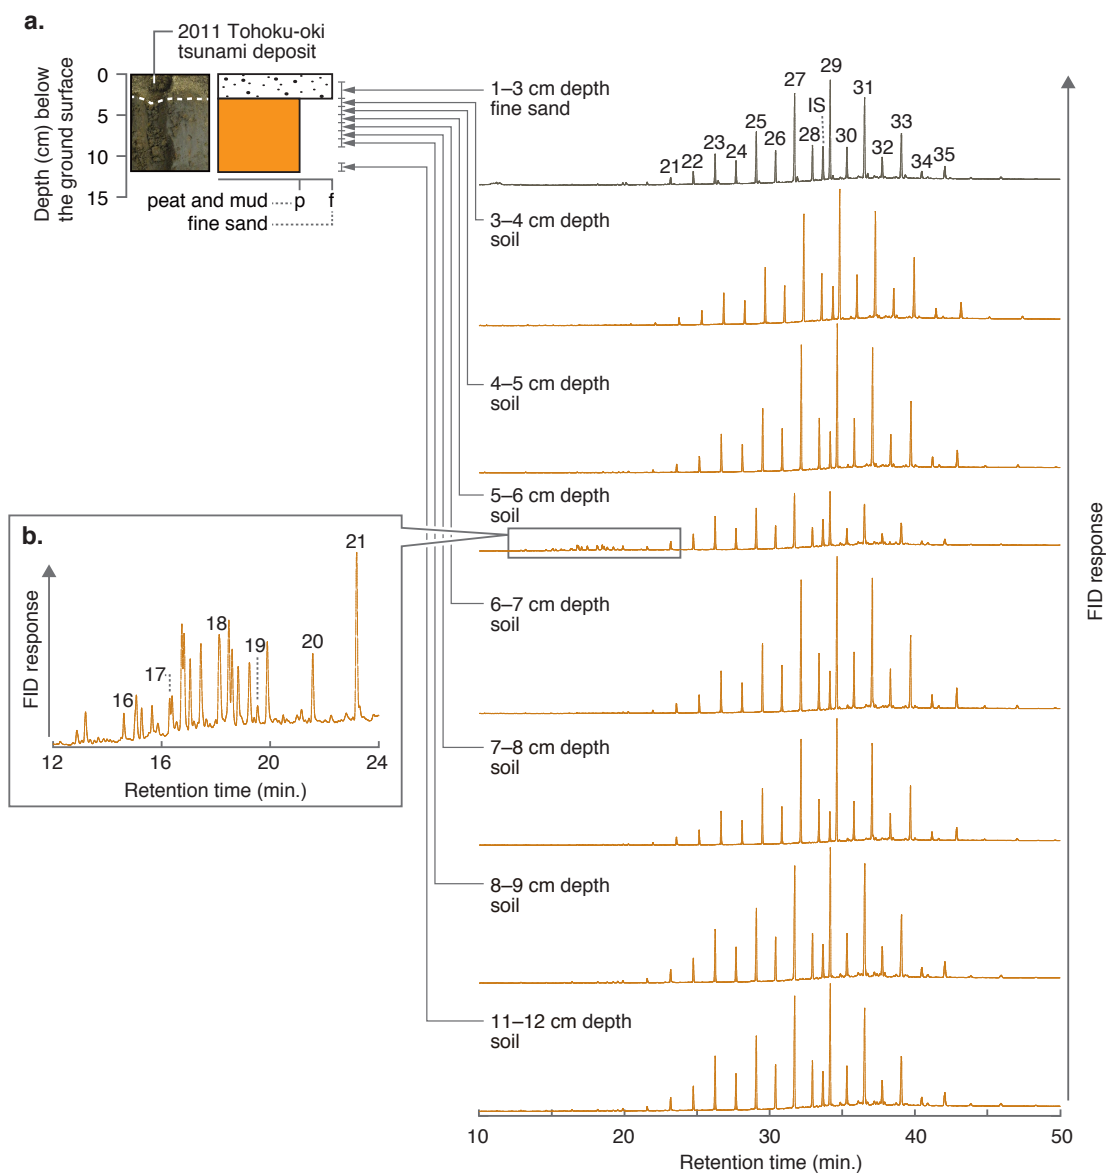 a.
2011 Tohoku-oki
tsunami deposit
Depth (cm) below
the ground surface
0
5
10
15
peat and mud
p
f
fine sand
1–3 cm depth
fine sand
21
22
23
24
25
26
27
28
IS
29
30
31
32
33
34
35
3–4 cm depth
soil
4–5 cm depth
soil
5–6 cm depth
soil
6–7 cm depth
soil
7–8 cm depth
soil
8–9 cm depth
soil
11–12 cm depth
soil
FID response
10
20
30
40
50
Retention time (min.)
b.
FID response
16
17
18
19
20
21
12
16
20
24
Retention time (min.)